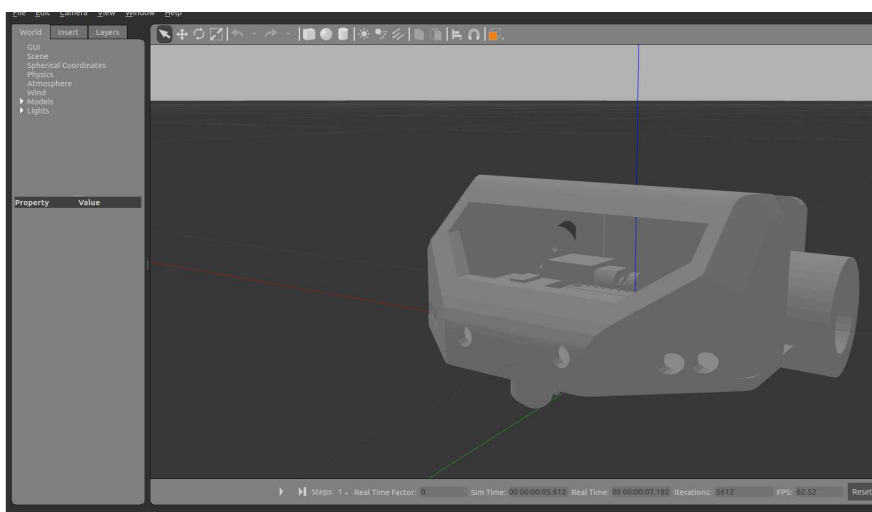 File Edit Camera View Window Help
World Insert Layers
GUI
Scene
Spherical Coordinates
Physics
Atmosphere
Wind
Models
Lights
Property Value
Steps: 1 Real Time Factor: 0 Sim Time: 00 00:00:05.612 Real Time: 00 00:00:07.182 Iterations: 5612 FPS: 62.52 Reset